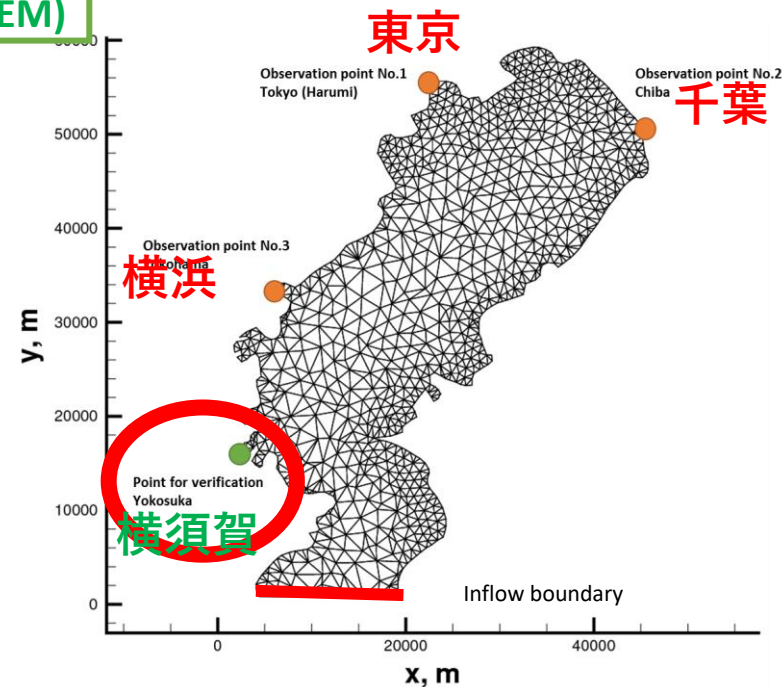 EM)
東京
Observation point No.1
Tokyo (Harumi)
Observation point No.2
Chiba
千葉
50000
40000
Observation point No.3
横浜
30000
y, m
20000
Point for verification
Yokosuka
10000
横須賀
Inflow boundary
0
0
20000
40000
x, m